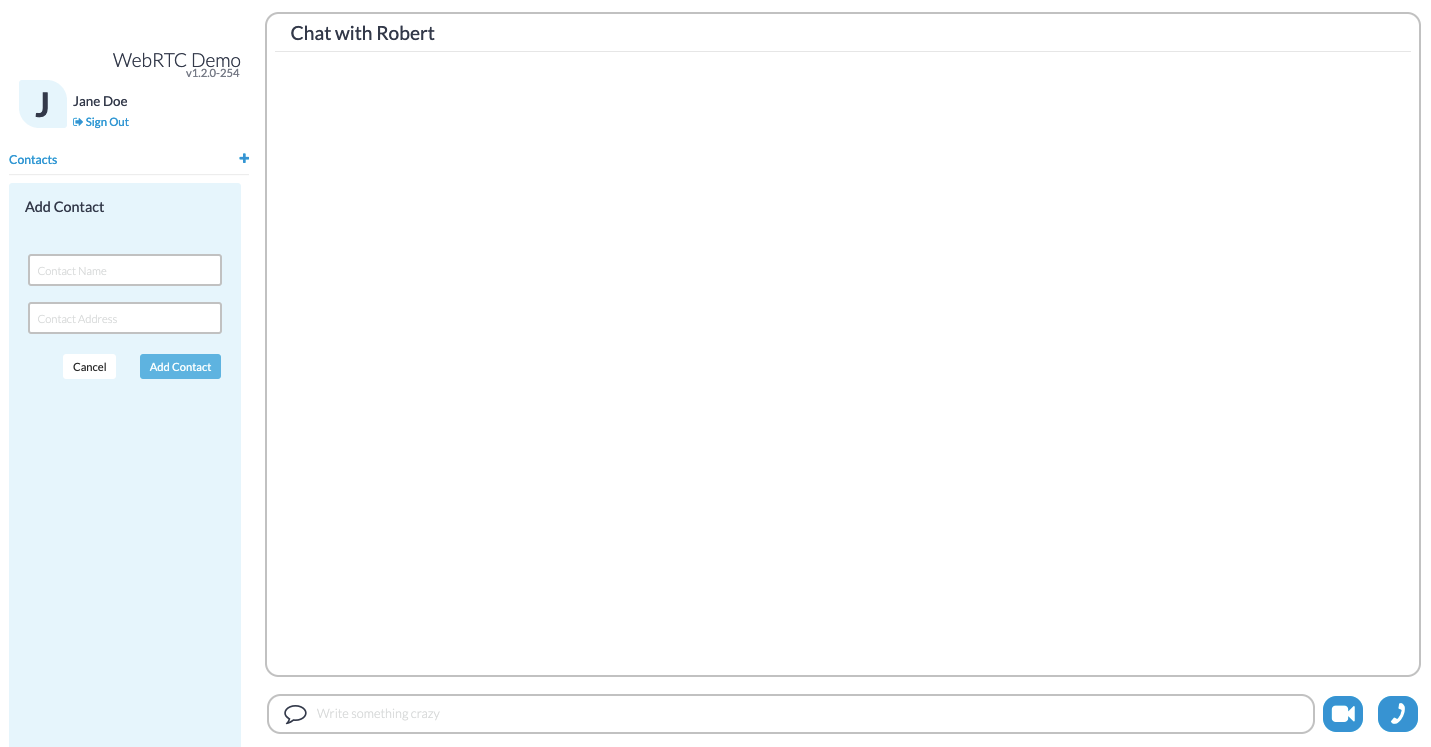 WebRTC Demo
v1.2.0-254
J
Jane Doe
Sign Out
Contacts
+
Add Contact
Contact Name
Contact Address
Cancel
Add Contact
Chat with Robert
Write something crazy